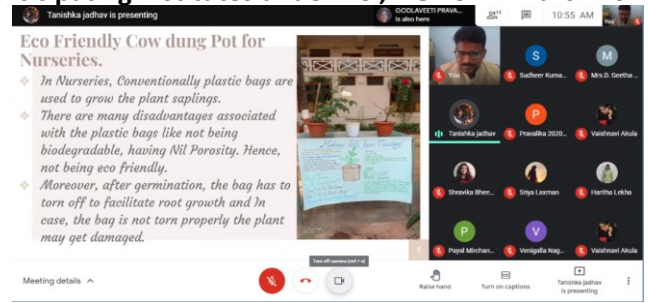 Tanishka jadhav is presenting
GODLAVEETI PRAVA...
is also here
10:55 AM
You
Eco Friendly Cow dung Pot for
Nurseries.
In Nurseries, Conventionally plastic bags are
used to grow the plant saplings.
There are many disadvantages associated
with the plastic bags like not being
biodegradable, having Nil Porosity. Hence,
not being eco friendly.
Moreover, after germination, the bag has to
torn off to facilitate root growth and In
case, the bag is not torn properly the plant
may get damaged.
You
S
Sudheer Kuma...
M
Mrs.D. Geetha ...
Tanishka jadhav
P
Pravalika 2020...
Vaishnavi Akula
Shravika Bhee...
Sriya Laxman
Haritha Lekha
P
Payal Mirchan...
V
Venigalla Nag...
Vaishnavi Akula
Turn off camera (ctrl + e)
Meeting details
Raise hand
Turn on captions
Tanishka jadhav
is presenting